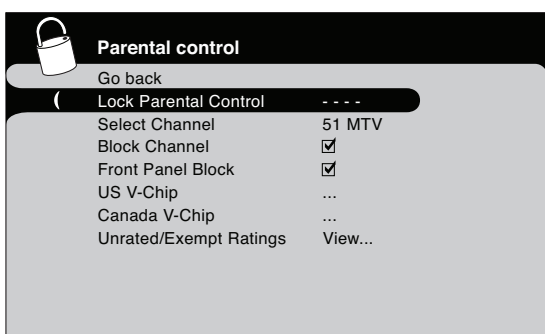 Parental control
Go back
Lock Parental Control - - - -
Select Channel 51 MTV
Block Channel
Front Panel Block
US V-Chip ...
Canada V-Chip ...
Unrated/Exempt Ratings View...